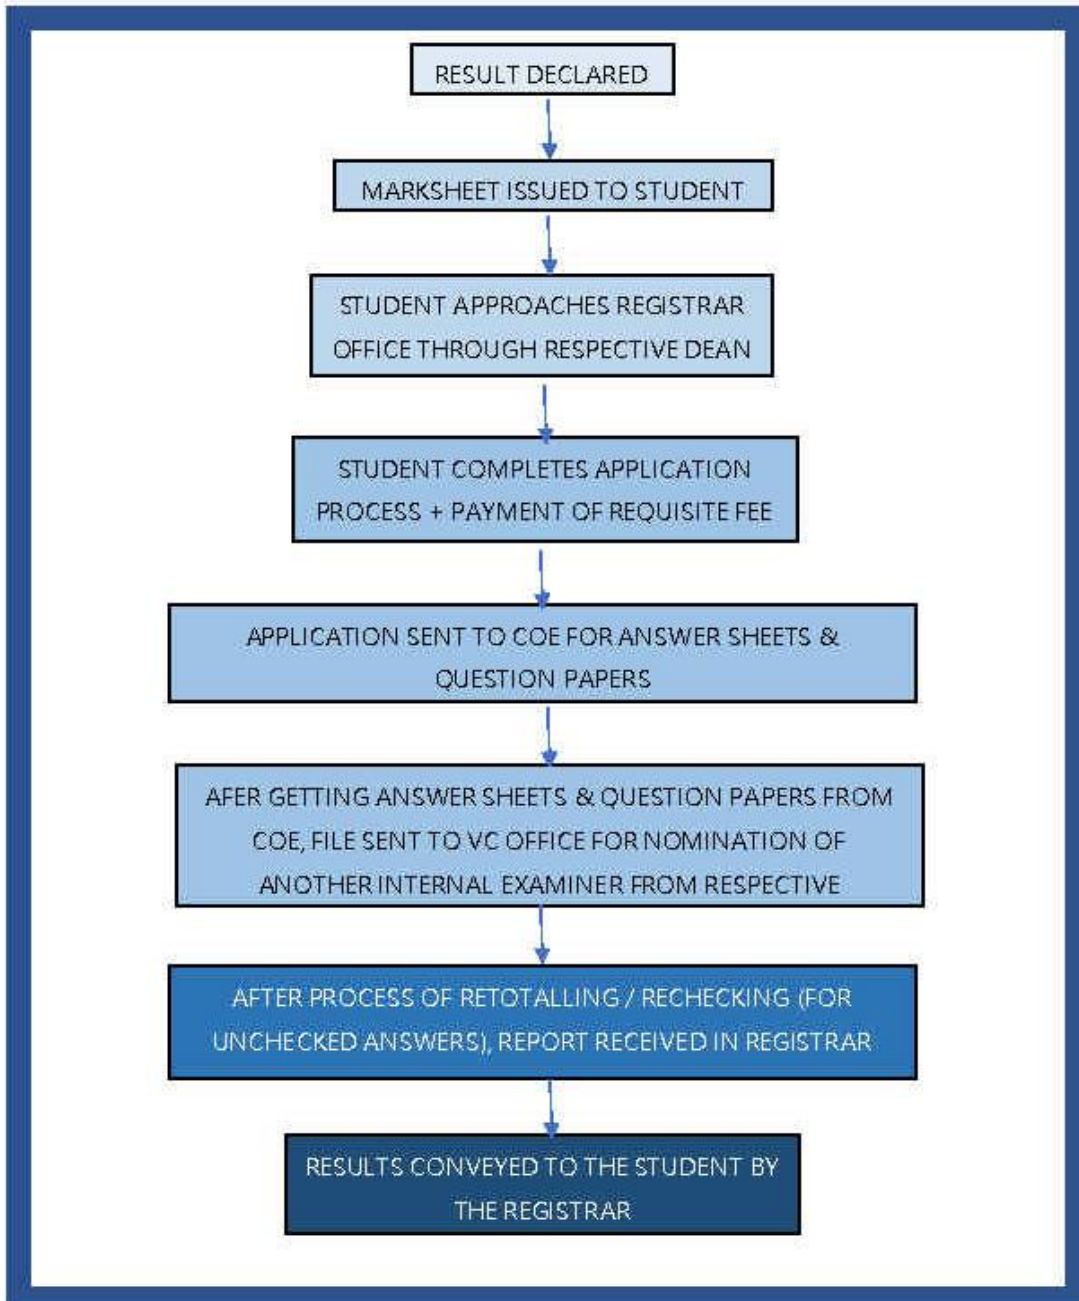 RESULT DECLARED
MARKSHEET ISSUED TO STUDENT
STUDENT APPROACHES REGISTRAR
OFFICE THROUGH RESPECTIVE DEAN
STUDENT COMPLETES APPLICATION
PROCESS + PAYMENT OF REQUISITE FEE
APPLICATION SENT TO COE FOR ANSWER SHEETS &
QUESTION PAPERS
AFER GETTING ANSWER SHEETS & QUESTION PAPERS FROM
COE, FILE SENT TO VC OFFICE FOR NOMINATION OF
ANOTHER INTERNAL EXAMINER FROM RESPECTIVE
AFTER PROCESS OF RETOTALLING / RECHECKING (FOR
UNCHECKED ANSWERS), REPORT RECEIVED IN REGISTRAR
RESULTS CONVEYED TO THE STUDENT BY
THE REGISTRAR